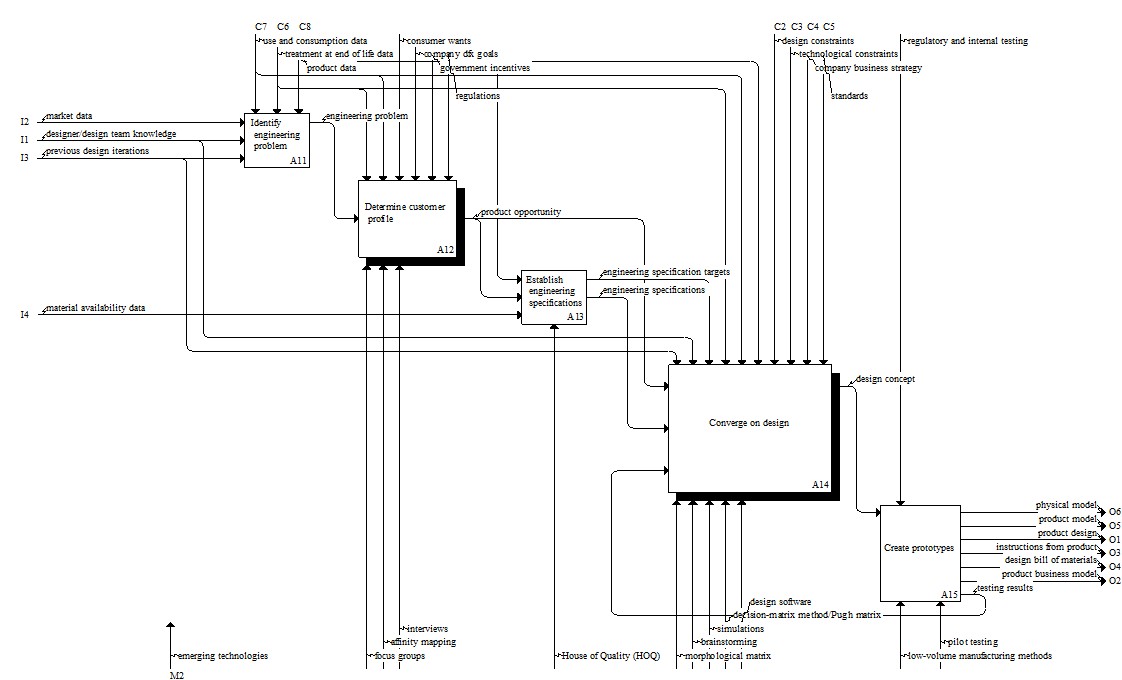 C7 C6 C8
C2 C3 C4 C5
use and consumption data
consumer wants
design constraints
regulatory and internal testing
treatment at end of life data
company dfx goals
technological constraints
product data
government incentives
company business strategy
regulations
standards
I2 market data
engineering problem
Identify
engineering
problem
A11
I1 designer/design team knowledge
I3 previous design iterations
Determine customer
profile
A12
product opportunity
engineering specification targets
Establish
engineering
specifications
A13
engineering specifications
I4 material availability data
design concept
Converge on design
A14
physical model O6
product model O5
product design O1
Create prototypes
instructions from product O3
design bill of materials O4
product business model O2
testing results
A15
design software
decision-matrix method/Pugh matrix
interviews
simulations
affinity mapping
brainstorming
pilot testing
emerging technologies
focus groups
House of Quality (HOQ)
morphological matrix
low-volume manufacturing methods
M2